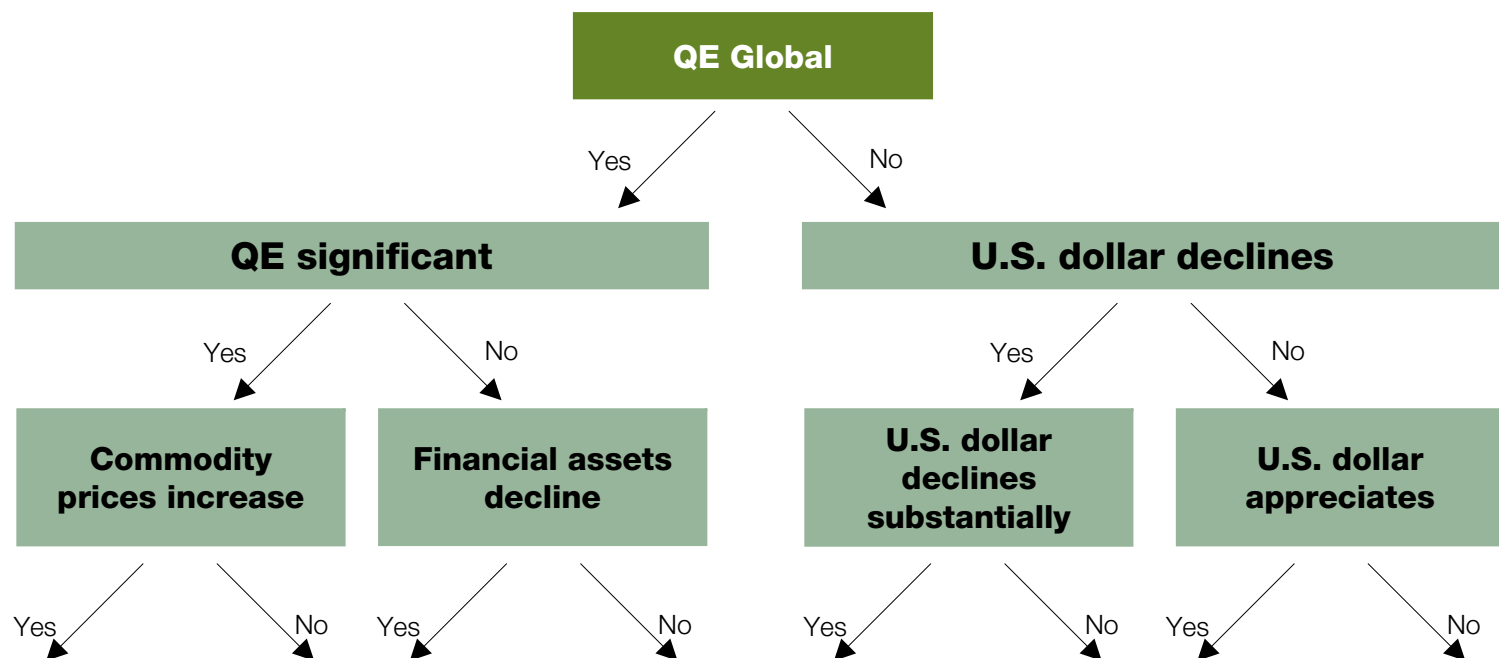 QE Global
Yes
No
QE significant
U.S. dollar declines
Yes
No
Yes
No
Commodity
prices increase
Financial assets
decline
U.S. dollar
declines
substantially
U.S. dollar
appreciates
Yes
No
Yes
No
Yes
No
Yes
No